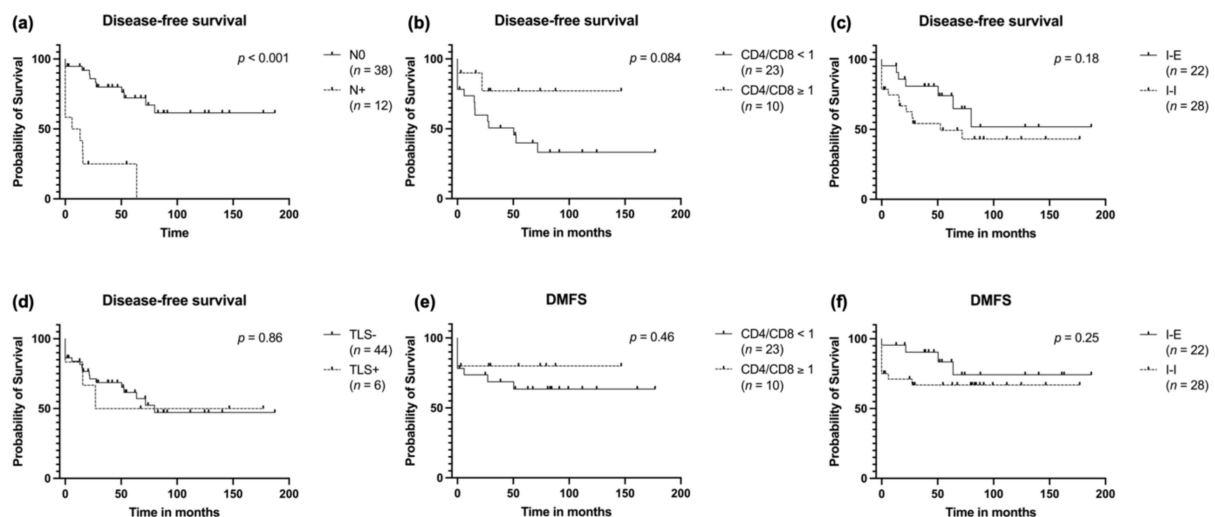 (a)
Disease-free survival
p < 0.001
N0
(n = 38)
N+
(n = 12)
Probability of Survival
100
50
0
0 50 100 150 200
Time
(b)
Disease-free survival
p = 0.084
CD4/CD8 < 1
(n = 23)
CD4/CD8 ≥ 1
(n = 10)
Probability of Survival
100
50
0
0 50 100 150 200
Time in months
(c)
Disease-free survival
p = 0.18
I-E
(n = 22)
I-I
(n = 28)
Probability of Survival
100
50
0
0 50 100 150 200
Time in months
(d)
Disease-free survival
p = 0.86
TLS-
(n = 44)
TLS+
(n = 6)
Probability of Survival
100
50
0
0 50 100 150 200
Time in months
(e)
DMFS
p = 0.46
CD4/CD8 < 1
(n = 23)
CD4/CD8 ≥ 1
(n = 10)
Probability of Survival
100
50
0
0 50 100 150 200
Time in months
(f)
DMFS
p = 0.25
I-E
(n = 22)
I-I
(n = 28)
Probability of Survival
100
50
0
0 50 100 150 200
Time in months